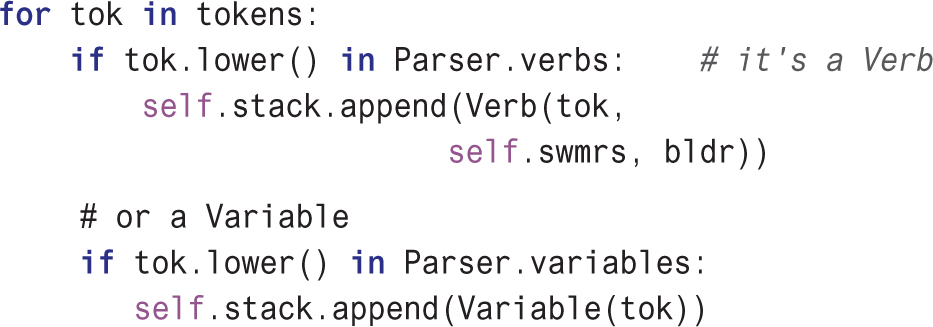 for tok in tokens:
    if tok.lower() in Parser.verbs:    # it's a Verb
        self.stack.append(Verb(tok,
                         self.swmrs, bldr))
    # or a Variable
    if tok.lower() in Parser.variables:
       self.stack.append(Variable(tok))